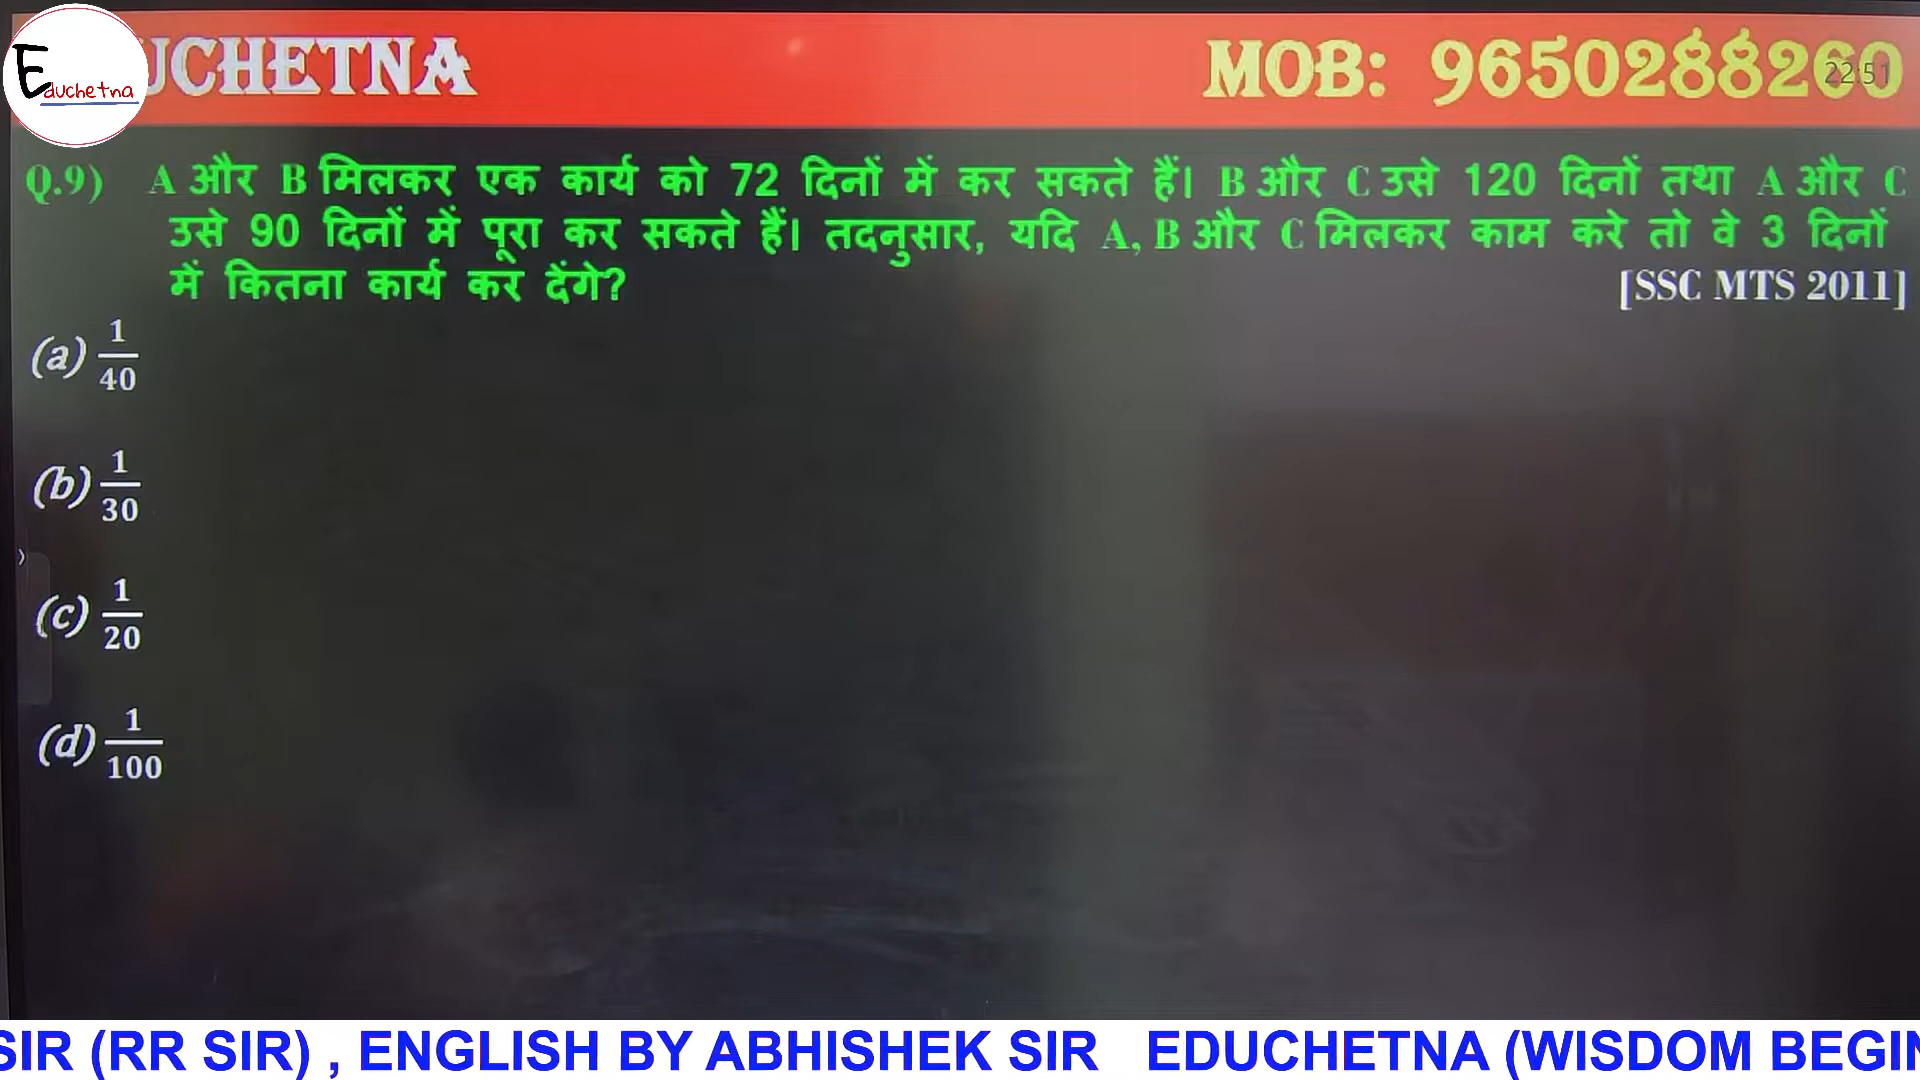 Educhetna
UCHETNA
MOB: 9650288260
22:51
Q.9) A और B मिलकर एक कार्य को 72 दिनों में कर सकते हैं। B और C उसे 120 दिनों तथा A और C
उसे 90 दिनों में पूरा कर सकते हैं। तदनुसार, यदि A, B और C मिलकर काम करे तो वे 3 दिनों
में कितना कार्य कर देंगे?
[SSC MTS 2011]
(a) 1/40
(b) 1/30
(c) 1/20
(d) 1/100
SIR (RR SIR) , ENGLISH BY ABHISHEK SIR EDUCHETNA (WISDOM BEGIN